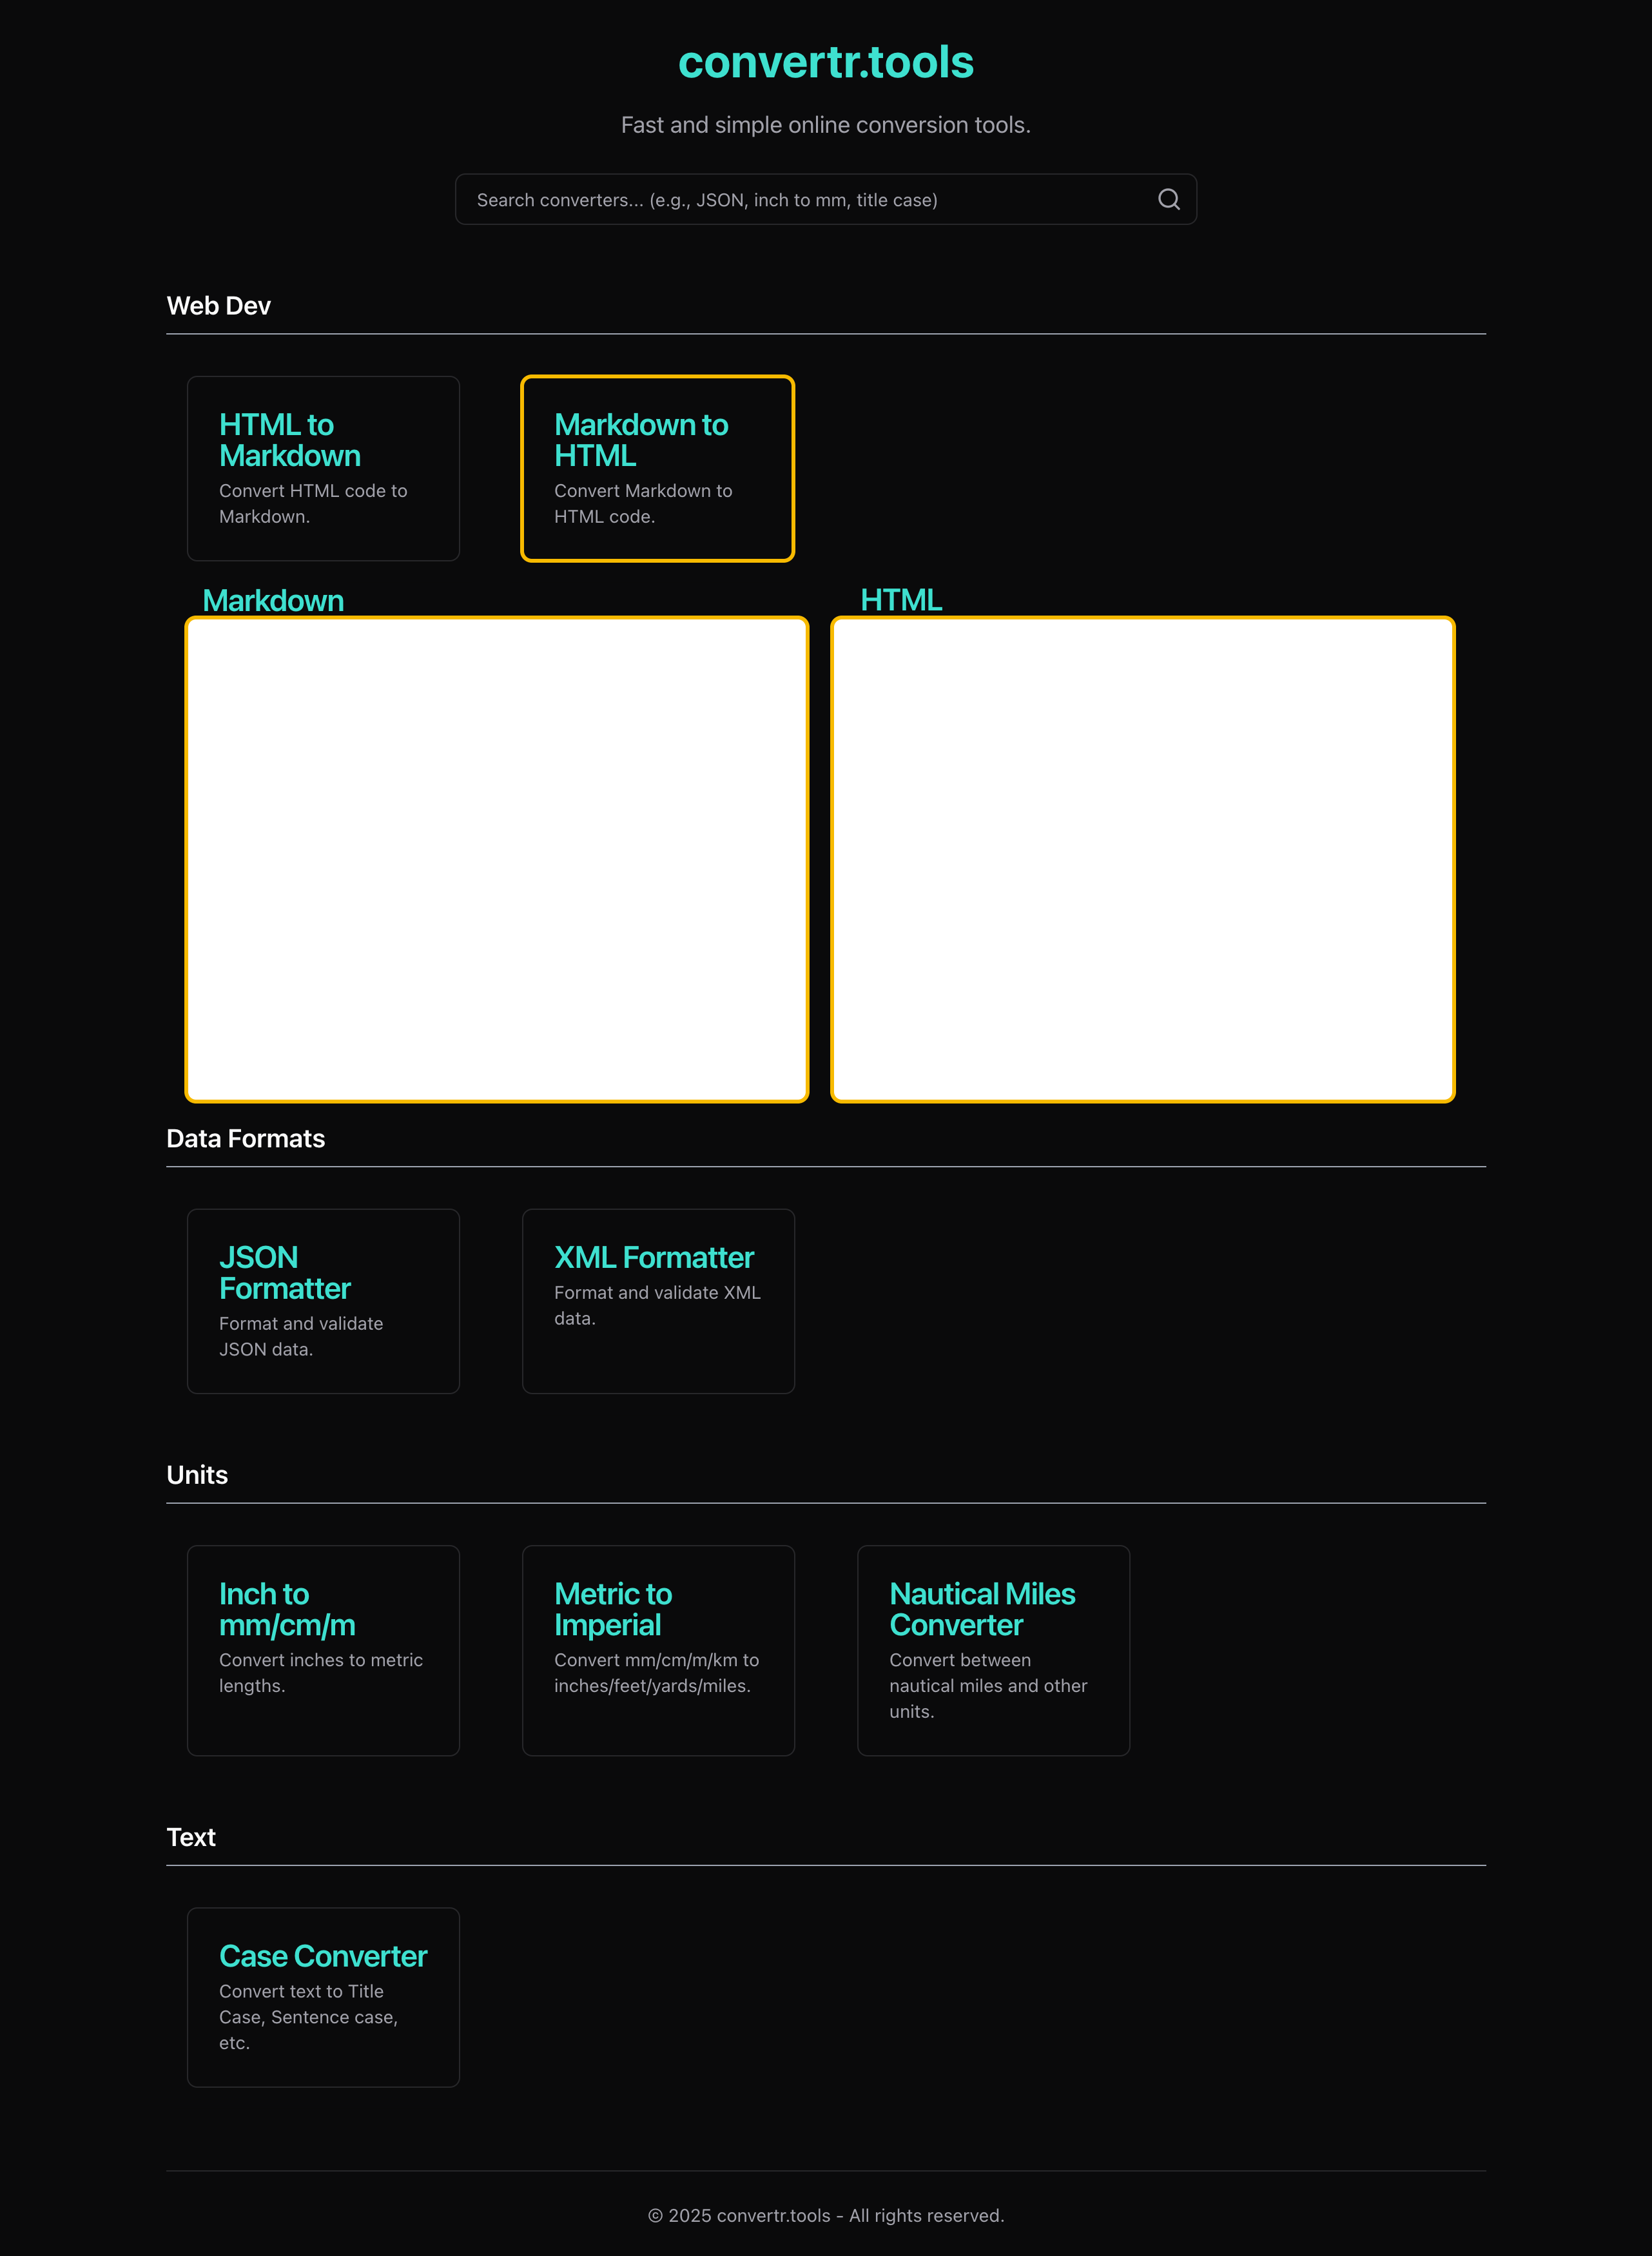 convertr.tools
Fast and simple online conversion tools.
Search converters... (e.g., JSON, inch to mm, title case)
Web Dev
HTML to
Markdown
Convert HTML code to
Markdown.
Markdown to
HTML
Convert Markdown to
HTML code.
Markdown
HTML
Data Formats
JSON
Formatter
Format and validate
JSON data.
XML Formatter
Format and validate XML
data.
Units
Inch to
mm/cm/m
Convert inches to metric
lengths.
Metric to
Imperial
Convert mm/cm/m/km to
inches/feet/yards/miles.
Nautical Miles
Converter
Convert between
nautical miles and other
units.
Text
Case Converter
Convert text to Title
Case, Sentence case,
etc.
© 2025 convertr.tools - All rights reserved.